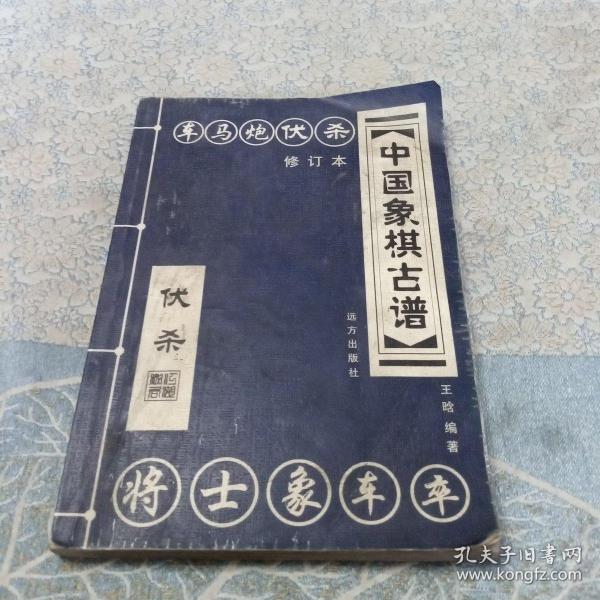 车马炮伏杀
修订本
中国象棋古谱
远方出版社
王晗 编著
伏杀
将士象车卒
孔夫子旧书网
www.kongfz.com